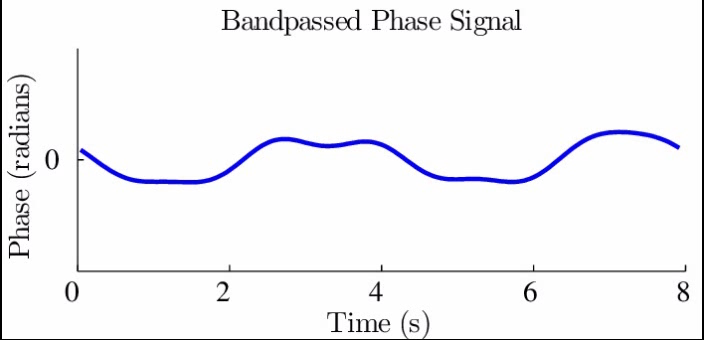 Bandpassed Phase Signal
Phase (radians)
0
0 2 4 6 8
Time (s)